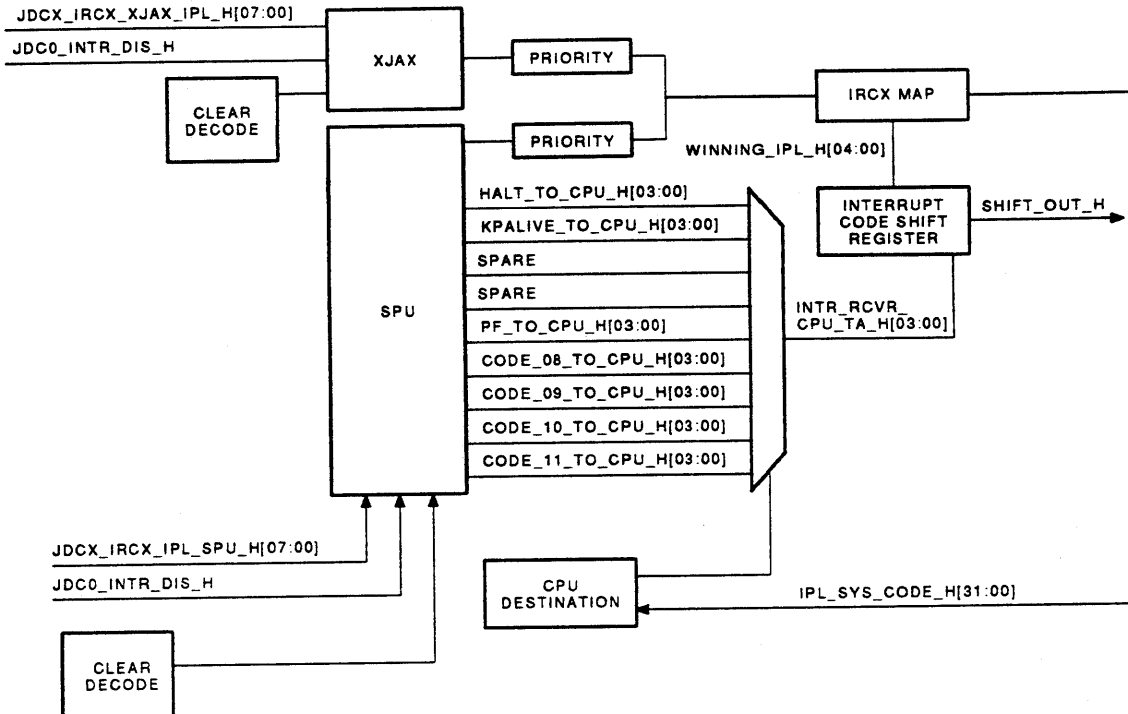 JDCX_IRCX_XJAX_IPL_H[07:00]
JDC0_INTR_DIS_H
XJAX
PRIORITY
CLEAR
DECODE
IRCX MAP
PRIORITY
WINNING_IPL_H[04:00]
HALT_TO_CPU_H[03:00]
INTERRUPT
CODE SHIFT
REGISTER
SHIFT_OUT_H
KPALIVE_TO_CPU_H[03:00]
SPARE
SPARE
SPU
INTR_RCVR_
CPU_TA_H[03:00]
PF_TO_CPU_H[03:00]
CODE_08_TO_CPU_H[03:00]
CODE_09_TO_CPU_H[03:00]
CODE_10_TO_CPU_H[03:00]
CODE_11_TO_CPU_H[03:00]
JDCX_IRCX_IPL_SPU_H[07:00]
JDC0_INTR_DIS_H
CPU
DESTINATION
IPL_SYS_CODE_H[31:00]
CLEAR
DECODE